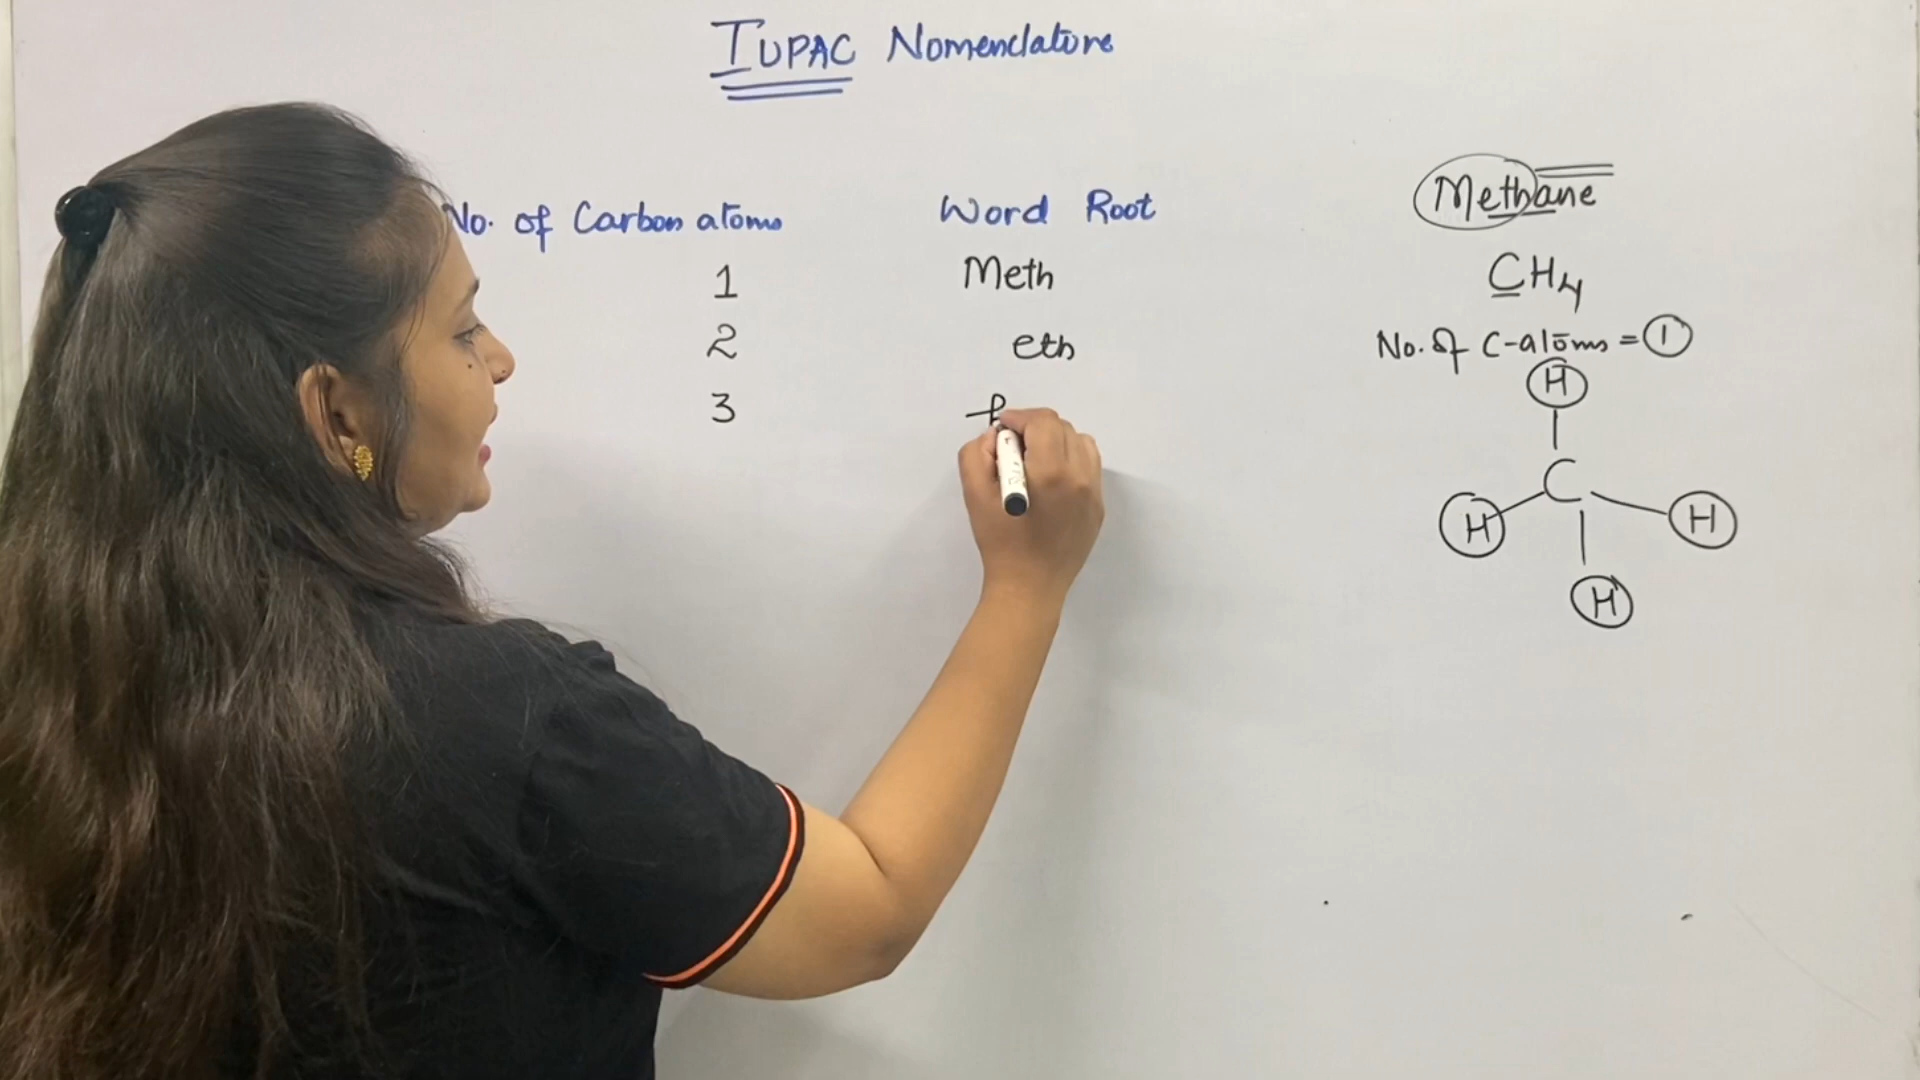 IUPAC Nomenclature
No. of Carbon atoms Word Root
1 Meth
2 eth
3 P
Methane
CH4
No. of C-atoms = 1
H
C
H H
H